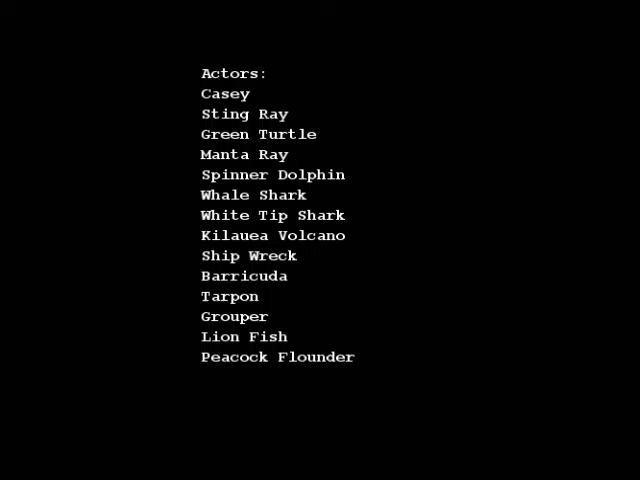 Actors:
Casey
Sting Ray
Green Turtle
Manta Ray
Spinner Dolphin
Whale Shark
White Tip Shark
Kilauea Volcano
Ship Wreck
Barricuda
Tarpon
Grouper
Lion Fish
Peacock Flounder